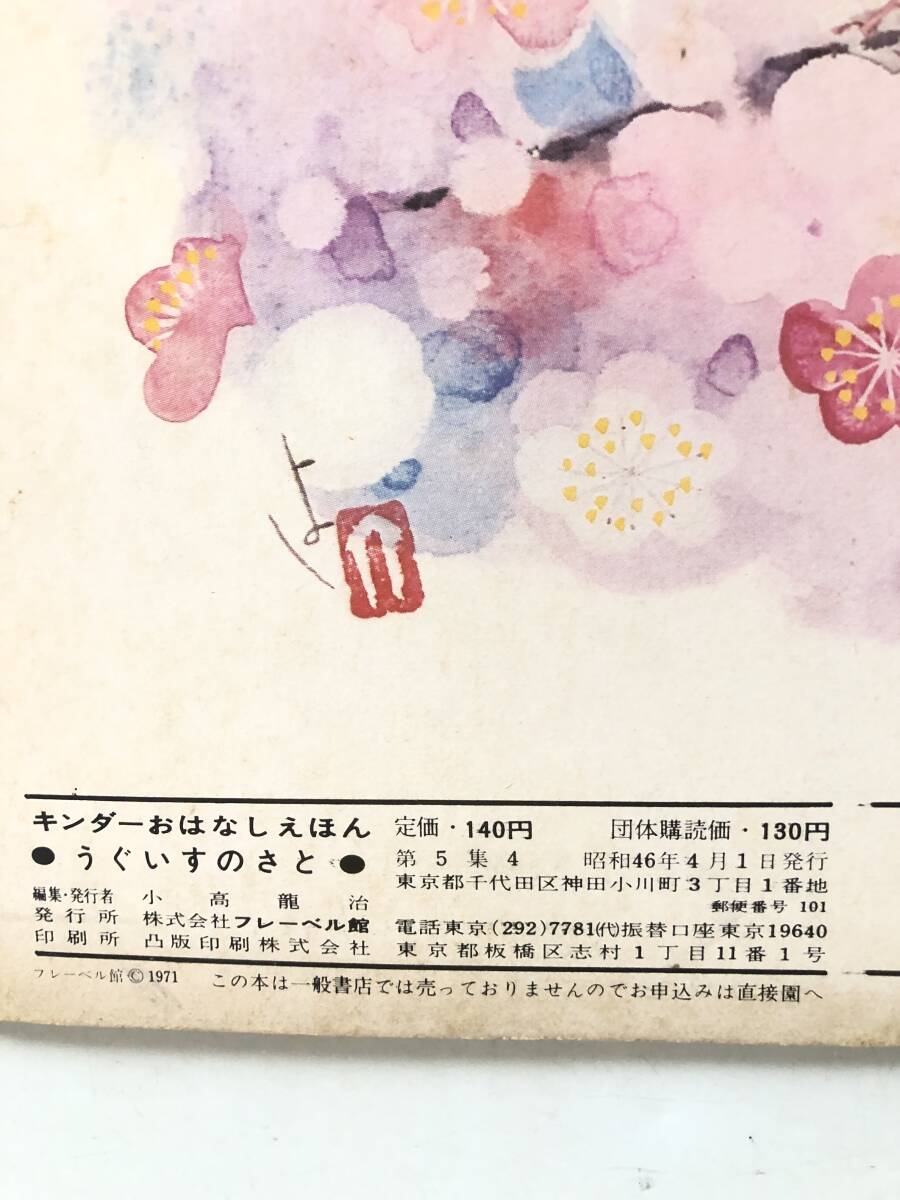 キンダーおはなしえほん
●うぐいすのさと●
編集・発行者 小高龍治
発行所 株式会社フレーベル館
印刷所 凸版印刷株式会社
定価・140円 団体購読価・130円
第5集4 昭和46年4月1日発行
東京都千代田区神田小川町3丁目1番地
郵便番号 101
電話東京(292)7781(代)振替口座東京19640
東京都板橋区志村1丁目11番1号
フレーベル館©1971 この本は一般書店では売っておりませんのでお申込みは直接園へ